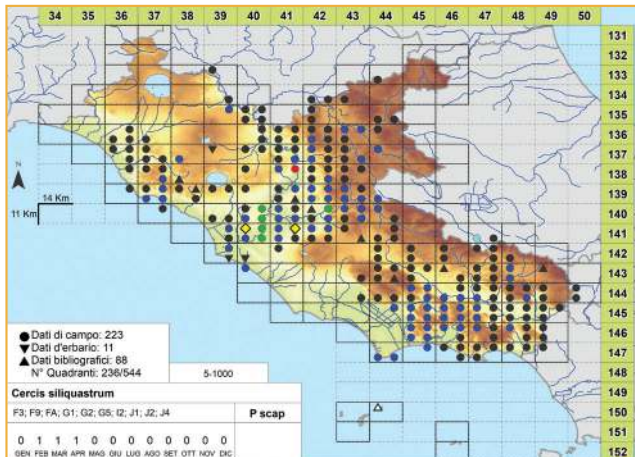 34 35 36 37 38 39 40 41 42 43 44 45 46 47 48 49 50
131
132
133
134
135
136
137
138
139
140
141
142
143
144
145
146
147
148
149
150
151
152
N
14 Km
11 Km
Dati di campo: 223
Dati d'erbario: 11
Dati bibliografici: 88
N° Quadranti: 236/544
5-1000
Cercis siliquastrum
F3; F9; FA; G1; G2; G5; I2; J1; J2; J4
P scap
0 1 1 1 0 0 0 0 0 0 0 0
GEN FEB MAR APR MAG GIU LUG AGO SET OTT NOV DIC